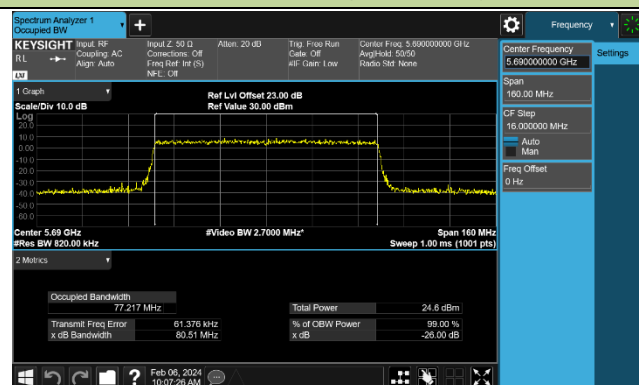 Spectrum Analyzer 1
Occupied BW
Frequency
KEYSIGHT
Input: RF
Input Z: 50 Ω
Atten: 20 dB
Trig: Free Run
Center Freq: 5.690000000 GHz
RL
Coupling: AC
Corrections: Off
Gate: Off
Avg|Hold: 50/50
Align: Auto
Freq Ref: Int (S)
#IF Gain: Low
Radio Std: None
NFE: Off
LXI
Center Frequency
5.690000000 GHz
Settings
Span
160.00 MHz
CF Step
16.000000 MHz
Auto
Man
Freq Offset
0 Hz
1 Graph
Ref Lvl Offset 23.00 dB
Scale/Div 10.0 dB
Ref Value 30.00 dBm
Log
20.0
10.0
0.00
-10.0
-20.0
-30.0
-40.0
-50.0
-60.0
Center 5.69 GHz
#Video BW 2.7000 MHz*
Span 160 MHz
#Res BW 820.00 kHz
Sweep 1.00 ms (1001 pts)
2 Metrics
Occupied Bandwidth
77.217 MHz
Total Power
24.6 dBm
Transmit Freq Error
61.376 kHz
% of OBW Power
99.00 %
x dB Bandwidth
80.51 MHz
x dB
-26.00 dB
?
Feb 06, 2024
10:07:26 AM